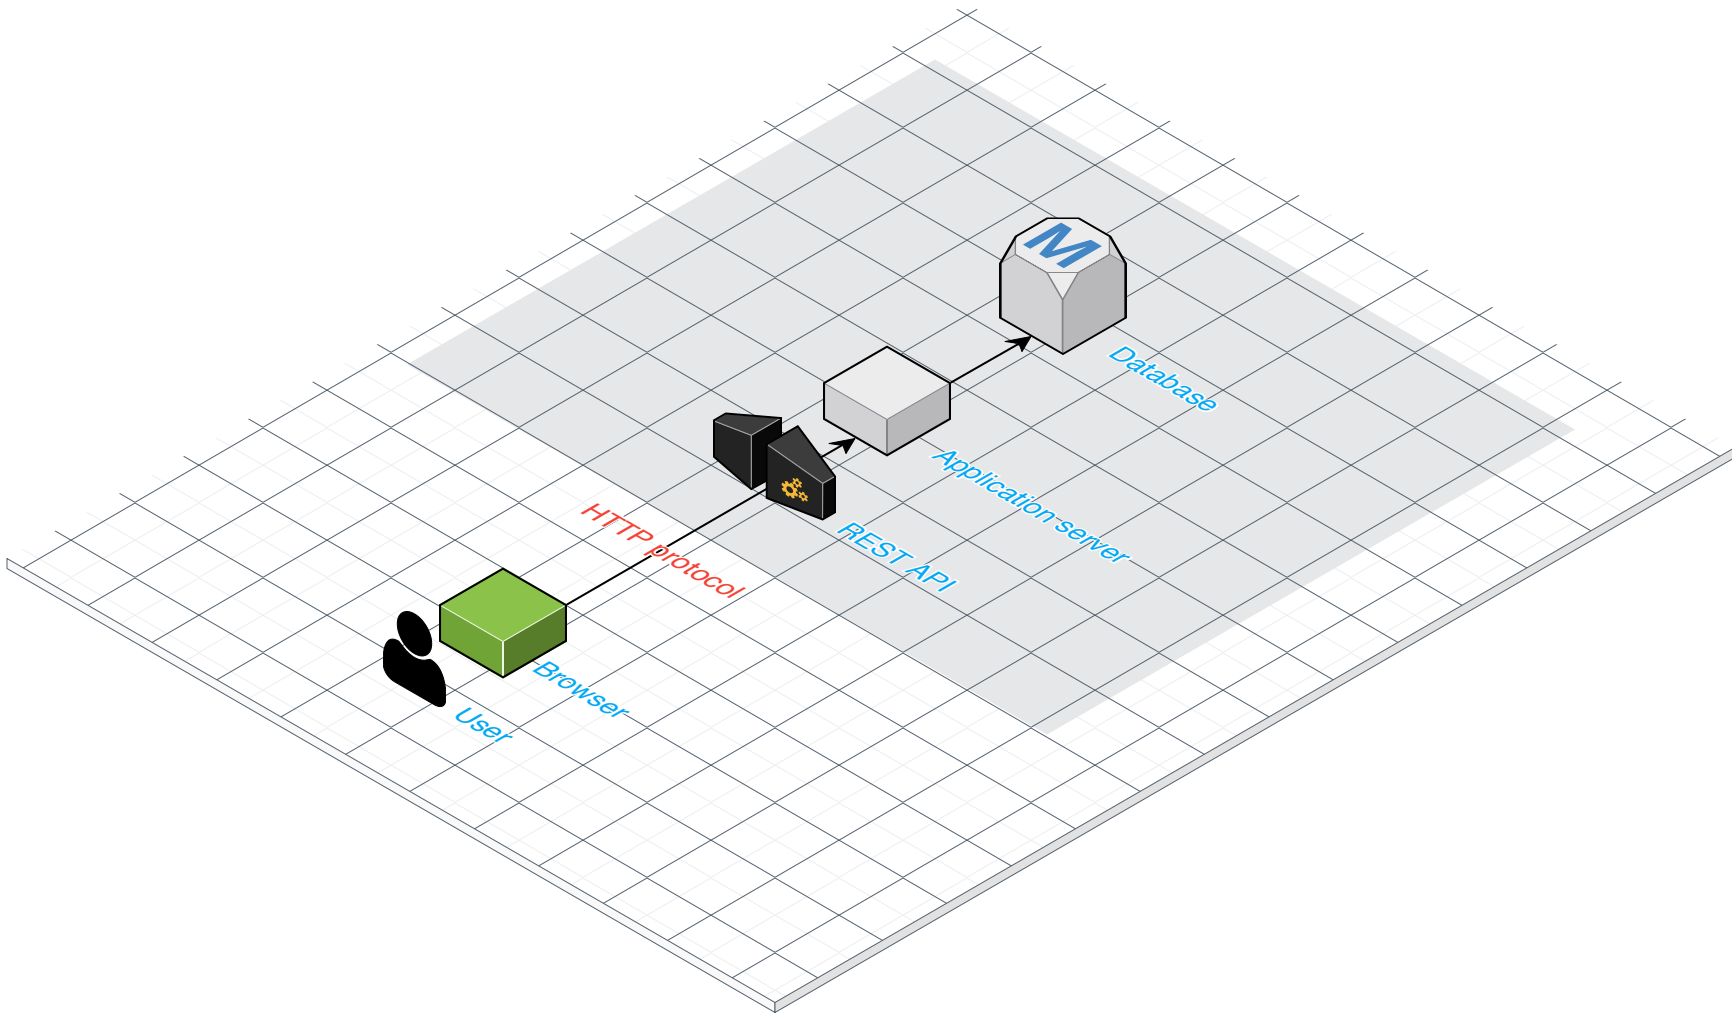 M
Database
Application server
REST API
HTTP protocol
Browser
User